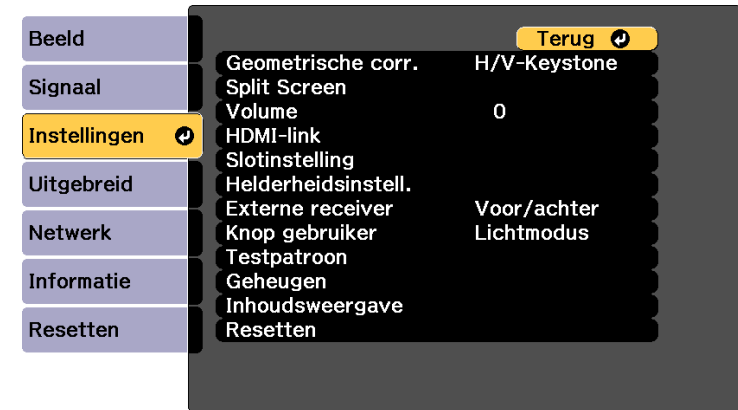 Beeld
Signaal
Instellingen
Uitgebreid
Netwerk
Informatie
Resetten
Terug
Geometrische corr. H/V-Keystone
Split Screen
Volume 0
HDMI-link
Slotinstelling
Helderheidsinstell.
Externe receiver Voor/achter
Knop gebruiker Lichtmodus
Testpatroon
Geheugen
Inhoudsweergave
Resetten